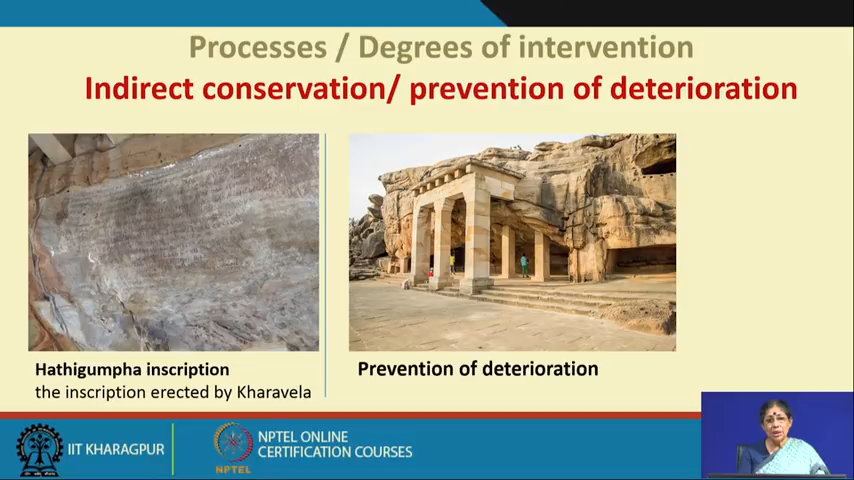 Processes / Degrees of intervention
Indirect conservation/ prevention of deterioration
Hathigumpha inscription
the inscription erected by Kharavela
Prevention of deterioration
IIT KHARAGPUR
NPTEL
NPTEL ONLINE
CERTIFICATION COURSES